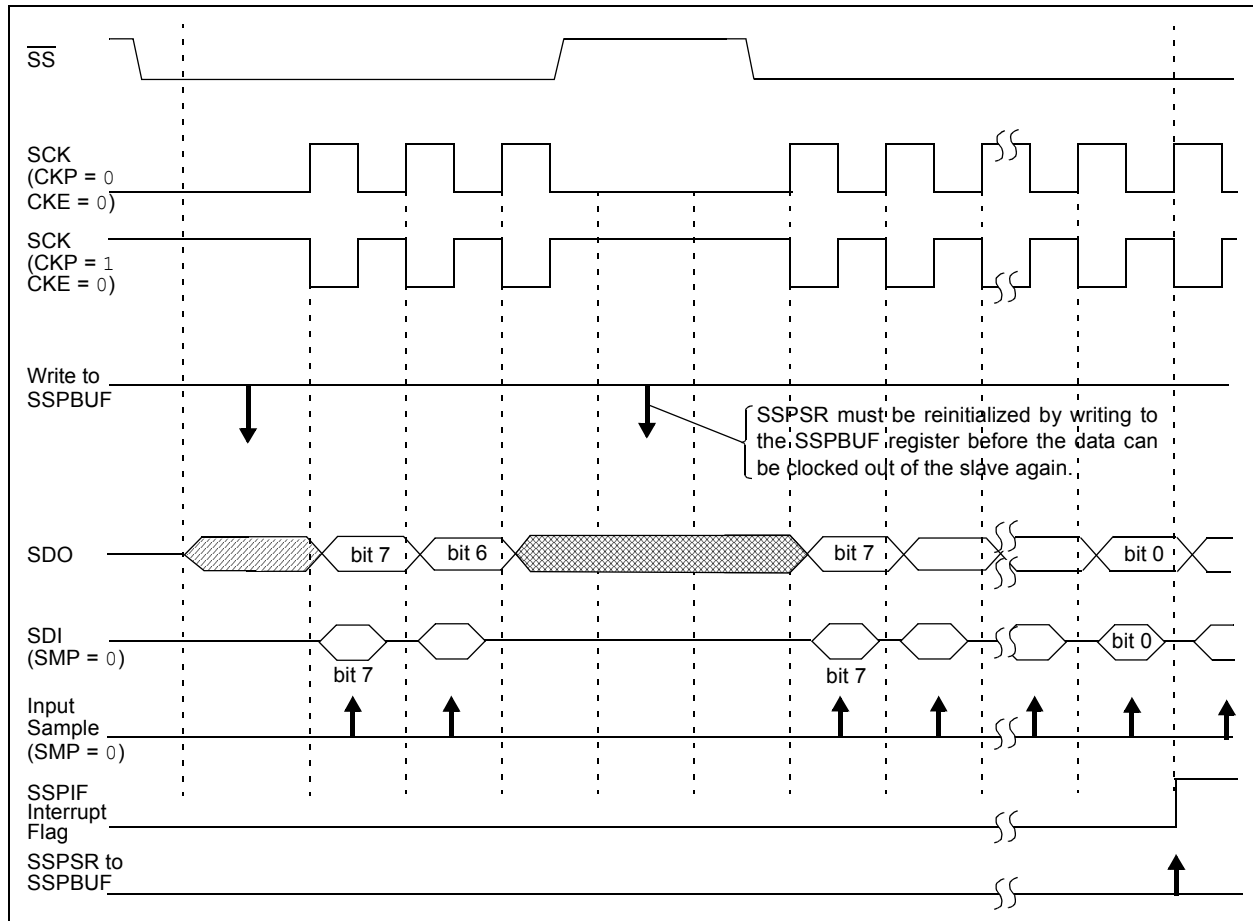 SS
SCK
(CKP = 0
CKE = 0)
SCK
(CKP = 1
CKE = 0)
Write to
SSPBUF
SSPSR must be reinitialized by writing to
the SSPBUF register before the data can
be clocked out of the slave again.
SDO
bit 7
bit 6
bit 7
bit 0
SDI
(SMP = 0)
bit 7
bit 7
bit 0
Input
Sample
(SMP = 0)
SSPIF
Interrupt
Flag
SSPSR to
SSPBUF